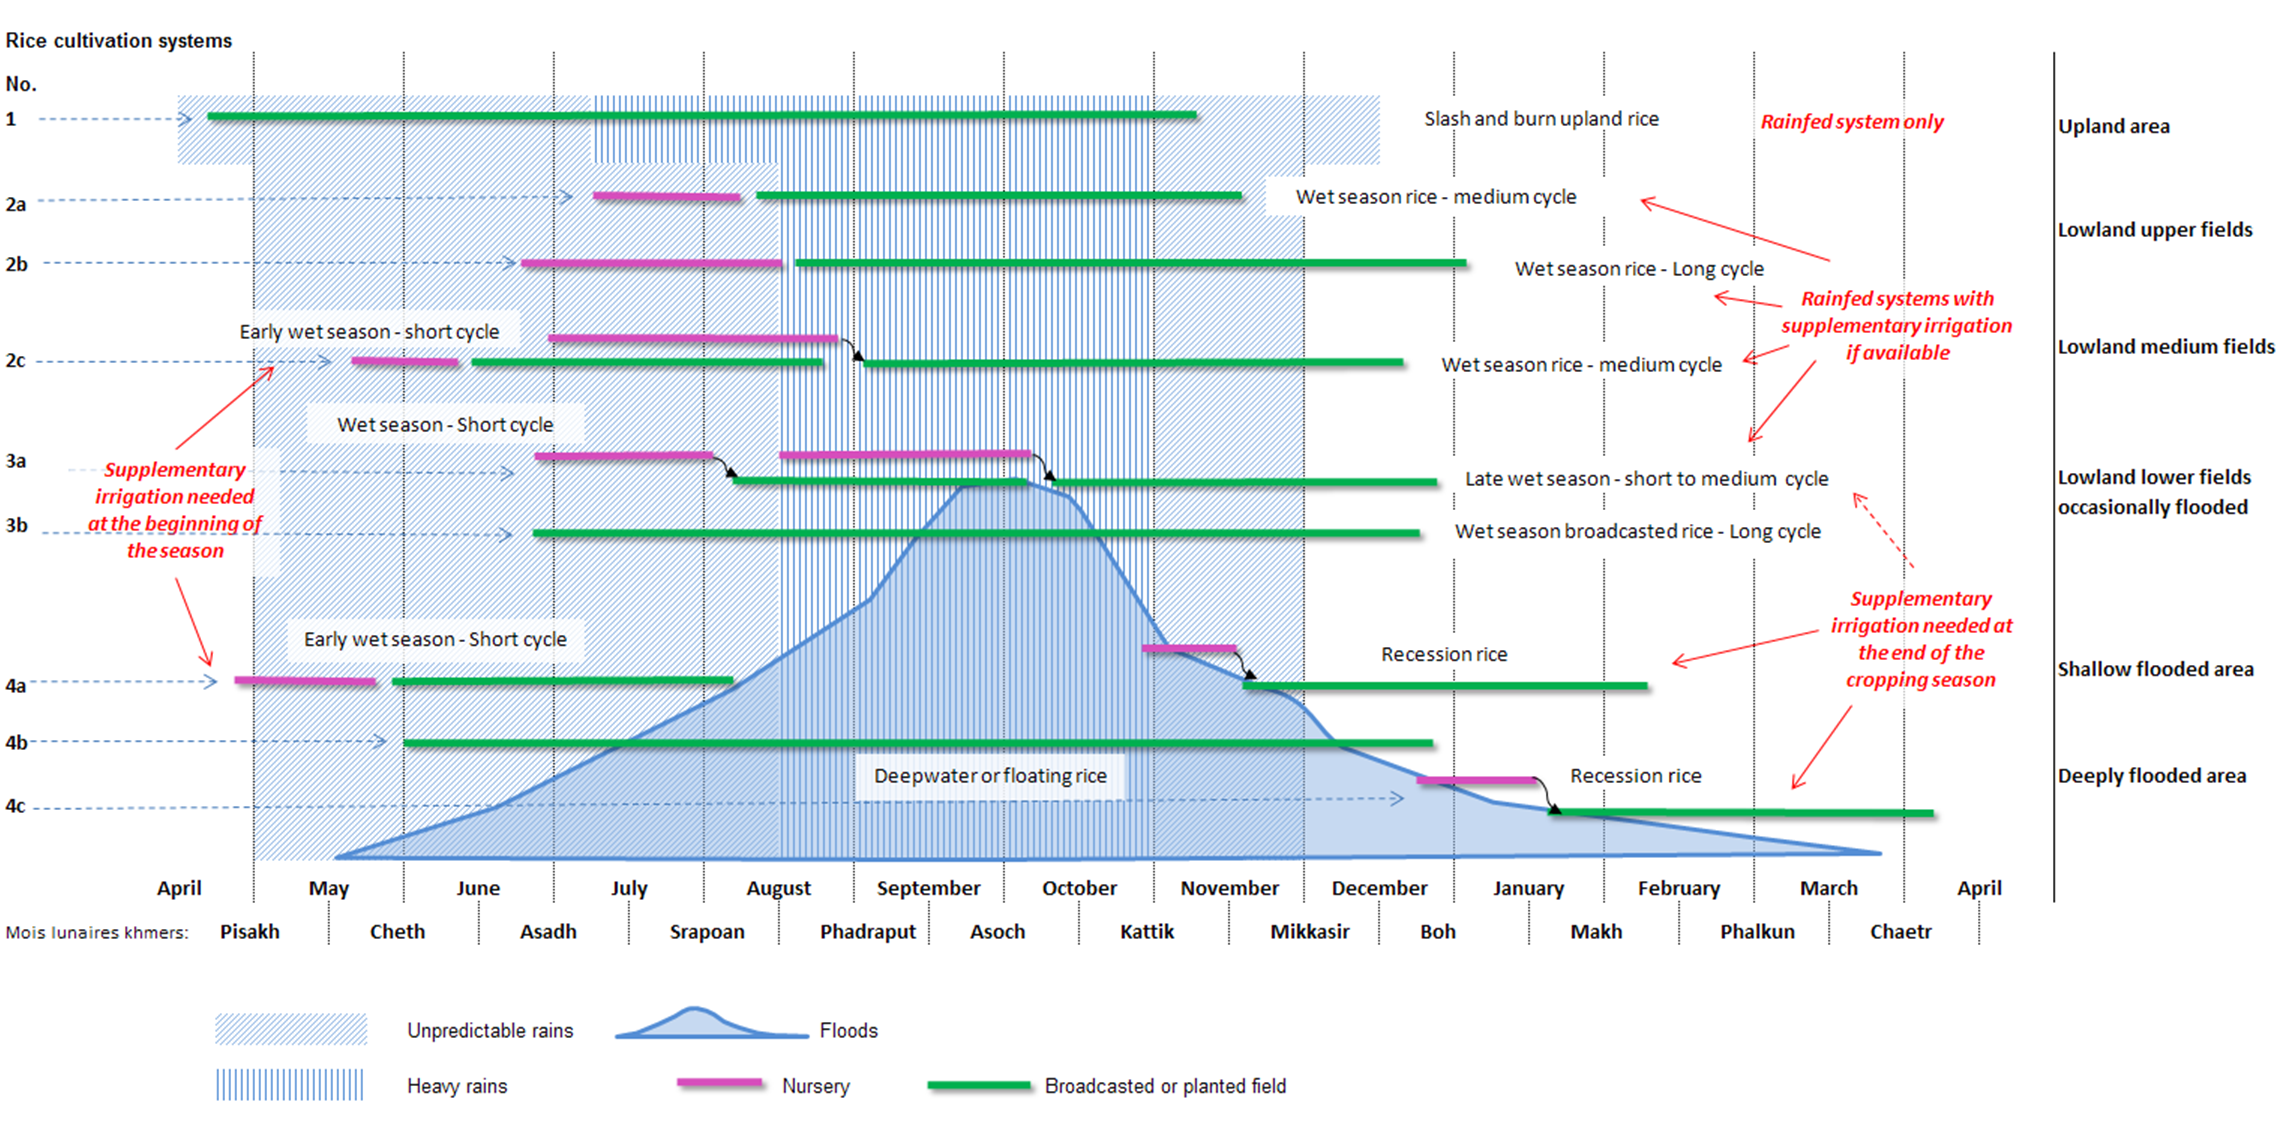 Rice cultivation systems
No.
1
Slash and burn upland rice
Rainfed system only
Upland area
2a
Wet season rice - medium cycle
Lowland upper fields
2b
Wet season rice - Long cycle
Rainfed systems with
supplementary irrigation
if available
Early wet season - short cycle
2c
Wet season rice - medium cycle
Lowland medium fields
Wet season - Short cycle
3a
Late wet season - short to medium cycle
Lowland lower fields
occasionally flooded
Supplementary
irrigation needed
at the beginning of
the season
3b
Wet season broadcasted rice - Long cycle
Supplementary
irrigation needed at
the end of the
cropping season
Early wet season - Short cycle
Recession rice
Shallow flooded area
4a
4b
Deepwater or floating rice
Recession rice
Deeply flooded area
4c
April May June July August September October November December January February March April
Mois lunaires khmers: Pisakh Cheth Asadh Srapoan Phadraput Asoch Kattik Mikkasir Boh Makh Phalkun Chaetr
Unpredictable rains
Floods
Heavy rains
Nursery
Broadcasted or planted field